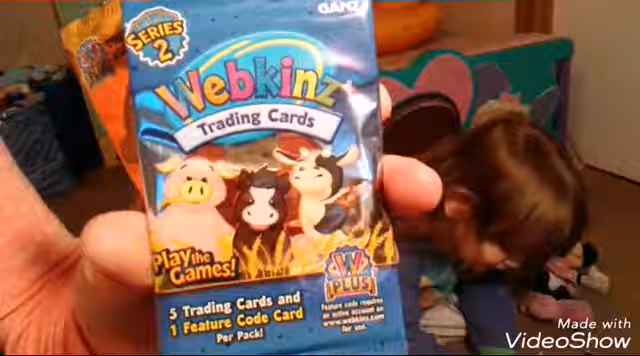 GANZ
SERIES
2
Webkinz
Trading Cards
Play the
Games!
W
PLUS
5 Trading Cards and
1 Feature Code Card
Per Pack!
Feature code requires
an active account on
www.webkinz.com
for use.
Made with
VideoShow